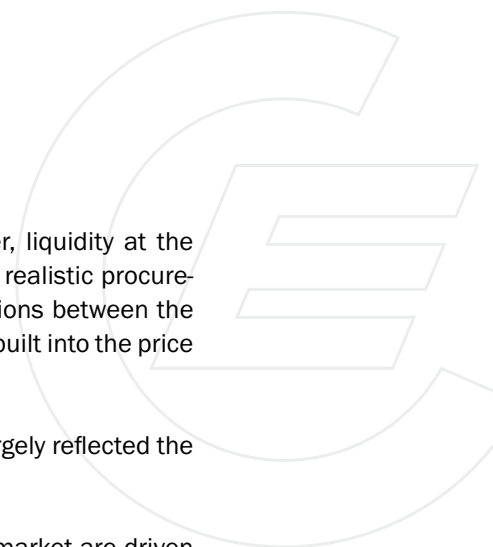 r, liquidity at the
realistic procure-
ions between the
built into the price
rgely reflected the
market are driven